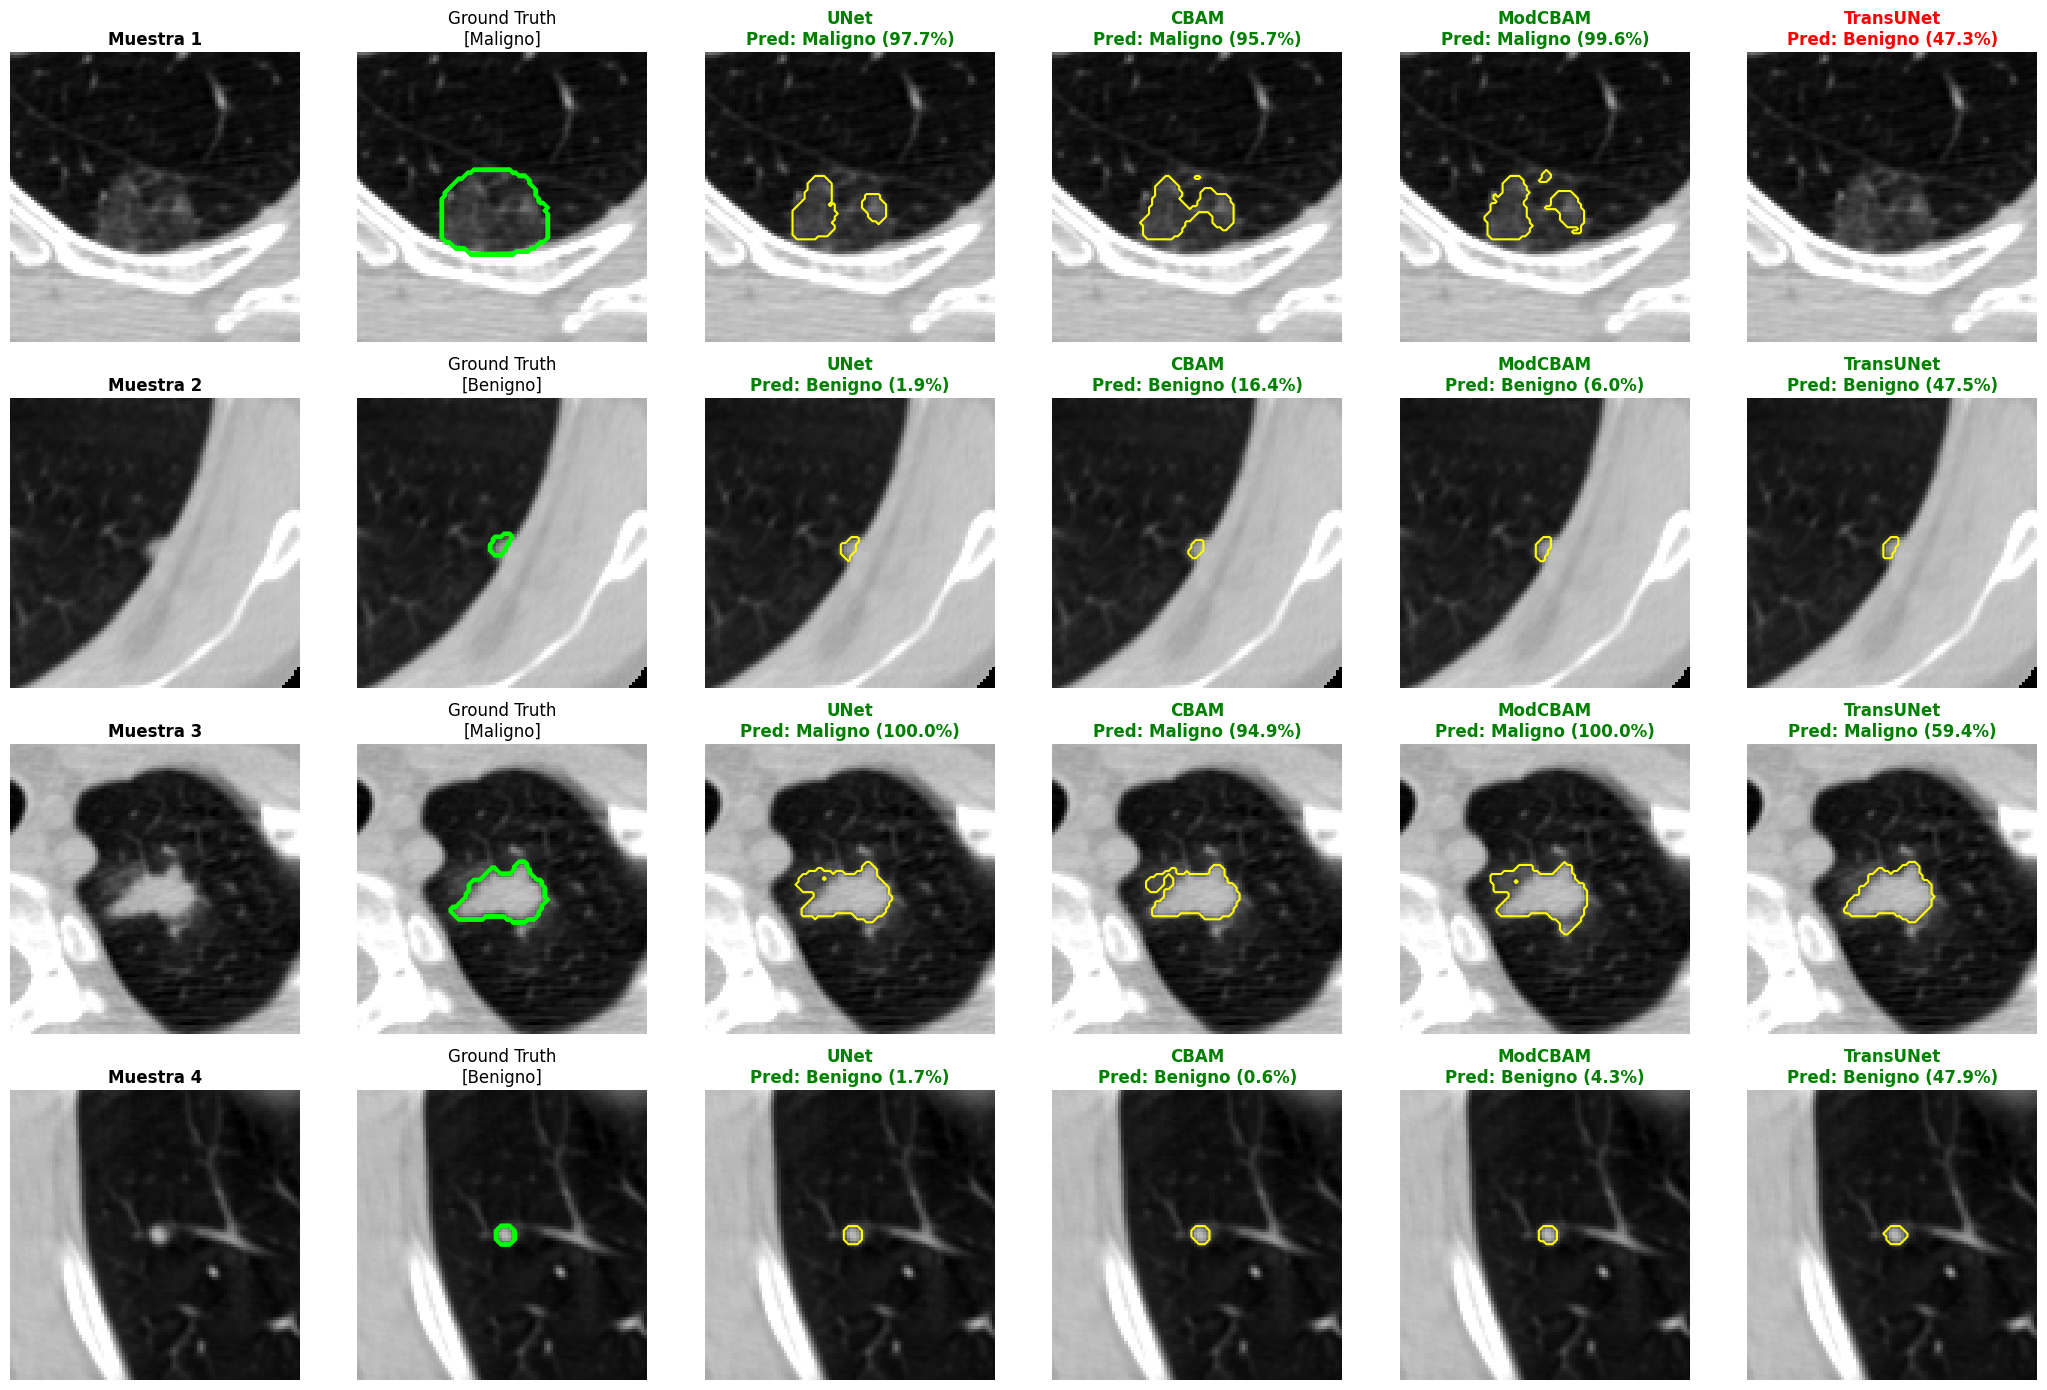 Muestra 1
Ground Truth
[Maligno]
UNet
Pred: Maligno (97.7%)
CBAM
Pred: Maligno (95.7%)
ModCBAM
Pred: Maligno (99.6%)
TransUNet
Pred: Benigno (47.3%)
Muestra 2
Ground Truth
[Benigno]
UNet
Pred: Benigno (1.9%)
CBAM
Pred: Benigno (16.4%)
ModCBAM
Pred: Benigno (6.0%)
TransUNet
Pred: Benigno (47.5%)
Muestra 3
Ground Truth
[Maligno]
UNet
Pred: Maligno (100.0%)
CBAM
Pred: Maligno (94.9%)
ModCBAM
Pred: Maligno (100.0%)
TransUNet
Pred: Maligno (59.4%)
Muestra 4
Ground Truth
[Benigno]
UNet
Pred: Benigno (1.7%)
CBAM
Pred: Benigno (0.6%)
ModCBAM
Pred: Benigno (4.3%)
TransUNet
Pred: Benigno (47.9%)